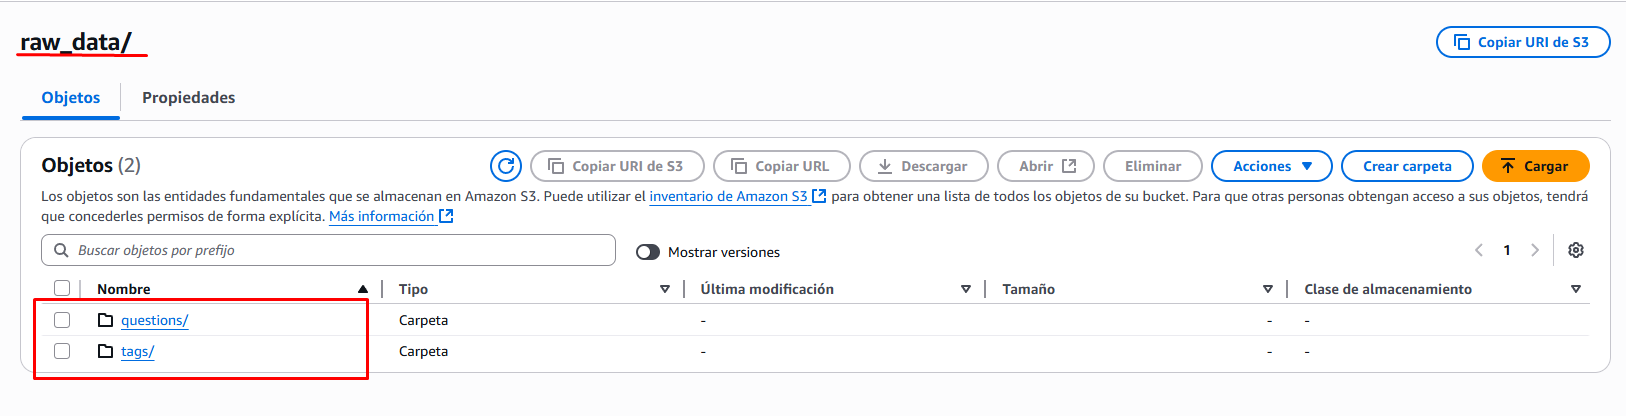 raw_data/
Copiar URI de S3
Objetos
Propiedades
Objetos (2)
Copiar URI de S3
Copiar URL
Descargar
Abrir
Eliminar
Acciones
Crear carpeta
Cargar
Los objetos son las entidades fundamentales que se almacenan en Amazon S3. Puede utilizar el inventario de Amazon S3 para obtener una lista de todos los objetos de su bucket. Para que otras personas obtengan acceso a sus objetos, tendrá
que concederles permisos de forma explícita. Más información
Buscar objetos por prefijo
Mostrar versiones
1
Nombre
Tipo
Última modificación
Tamaño
Clase de almacenamiento
questions/
Carpeta
-
-
-
tags/
Carpeta
-
-
-